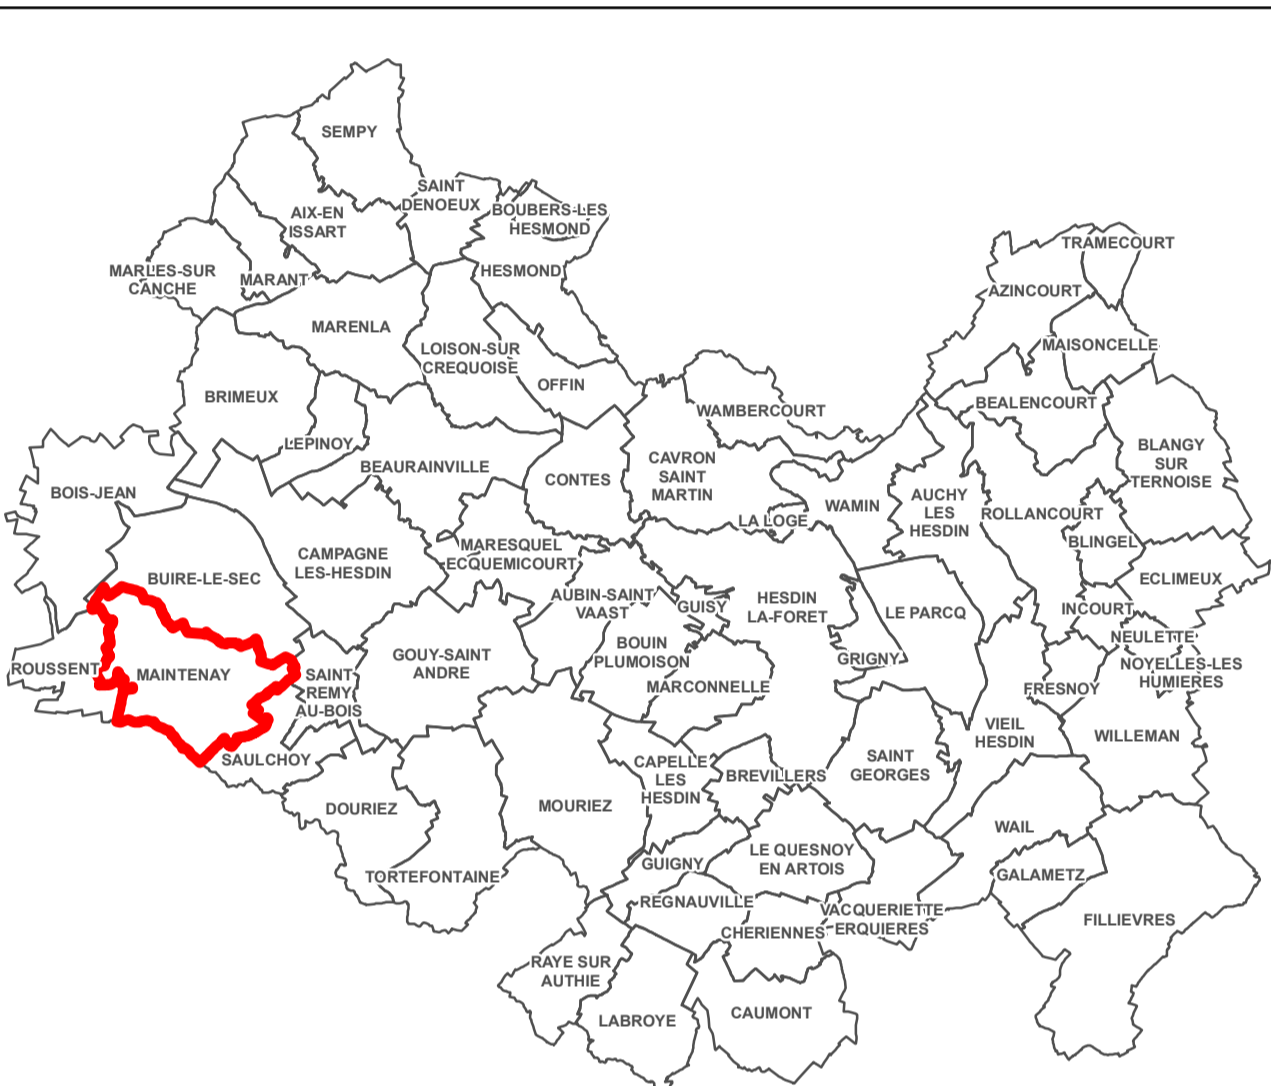 SEMPY
SAINT
DENOEUX
BOUBERS-LES
HESMOND
AIX-EN
ISSART
TRAMECOURT
MARLES-SUR
CANCHE
MARANT
HESMOND
AZINCOURT
MARENLA
LOISON-SUR
CREQUOISE
MAISONCELLE
OFFIN
BRIMEUX
WAMBERCOURT
BEALENCOURT
LEPINOY
BEAURAINVILLE
CONTES
CAVRON
SAINT
MARTIN
BLANGY
SUR
TERNOISE
BOIS-JEAN
WAMIN
AUCHY
LES
HESDIN
ROLLANCOURT
LA LOGE
BLINGEL
CAMPAGNE
LES-HESDIN
MARESQUEL
ECQUEMICOURT
BUIRE-LE-SEC
ECLIMEUX
AUBIN-SAINT
VAAST
GUISY
HESDIN
LA-FORET
LE PARCQ
INCOURT
NEULETTE
NOYELLES-LES
HUMIERES
BOUIN
PLUMOISON
GRIGNY
GOUY-SAINT
ANDRE
ROUSSENT
MAINTENAY
SAINT
REMY
AU-BOIS
MARCONNELLE
FRESNOY
VIEIL
HESDIN
WILLEMAN
SAULCHOY
CAPELLE
LES
HESDIN
BREVILLERS
SAINT
GEORGES
DOURIEZ
MOURIEZ
WAIL
GUIGNY
LE QUESNOY
EN ARTOIS
TORTEFONTAINE
GALAMETZ
REGNAUVILLE
VACQUERIETTE
ERQUIERES
CHERIENNES
FILLIEVRES
RAYE SUR
AUTHIE
LABROYE
CAUMONT